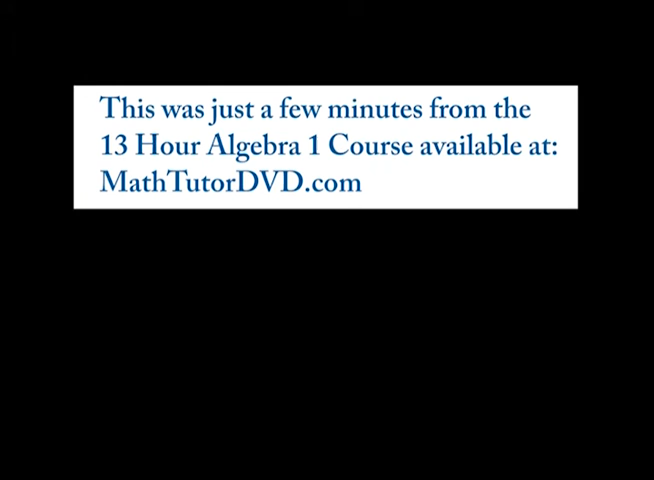 This was just a few minutes from the
13 Hour Algebra 1 Course available at:
MathTutorDVD.com